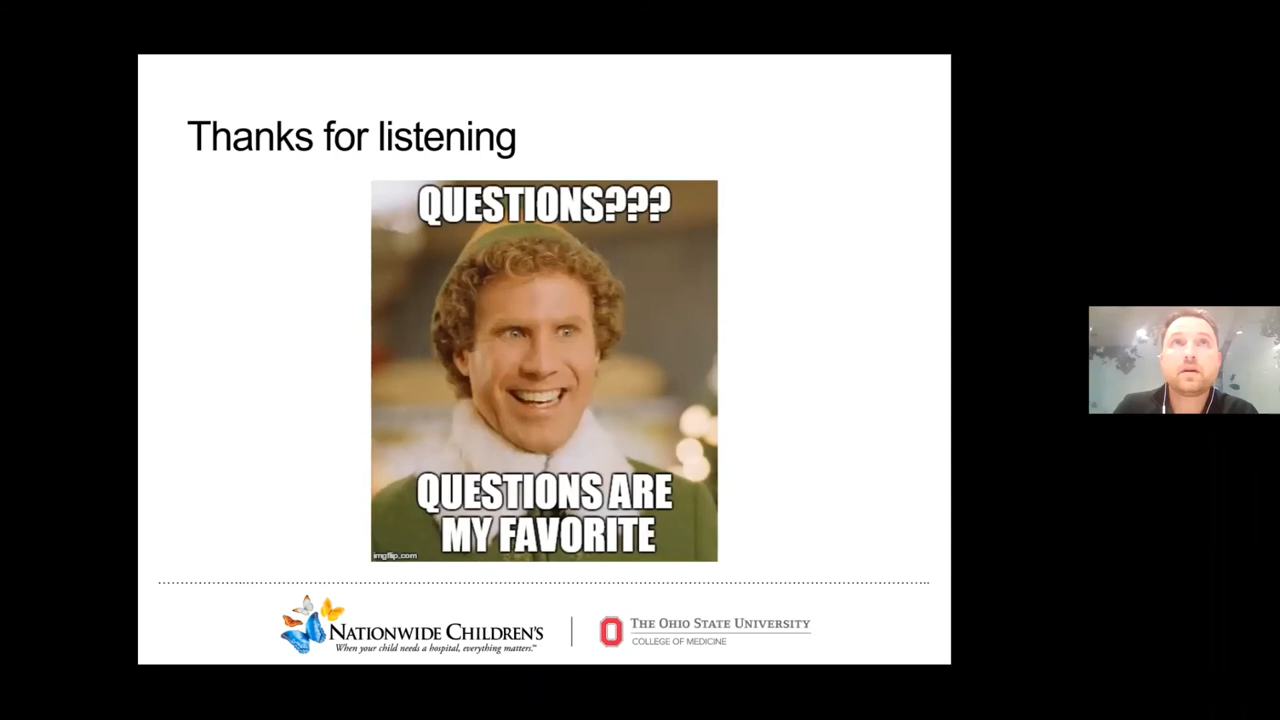 Thanks for listening
QUESTIONS???
QUESTIONS ARE
MY FAVORITE
imgflip.com
NATIONWIDE CHILDREN'S
When your child needs a hospital, everything matters.℠
THE OHIO STATE UNIVERSITY
COLLEGE OF MEDICINE